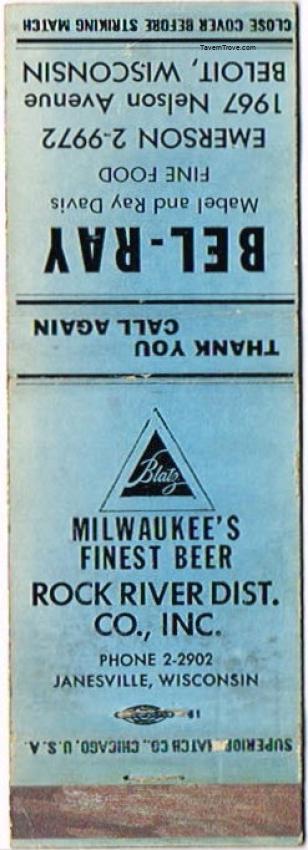 TavernTrove.com
CLOSE COVER BEFORE STRIKING MATCH
BEL-RAY
Mabel and Ray Davis
FINE FOOD
EMERSON 2-9972
1967 Nelson Avenue
BELOIT, WISCONSIN
THANK YOU
CALL AGAIN
Blatz
MILWAUKEE'S
FINEST BEER
ROCK RIVER DIST.
CO., INC.
PHONE 2-2902
JANESVILLE, WISCONSIN
SUPERIOR MATCH CO., CHICAGO, U.S.A.